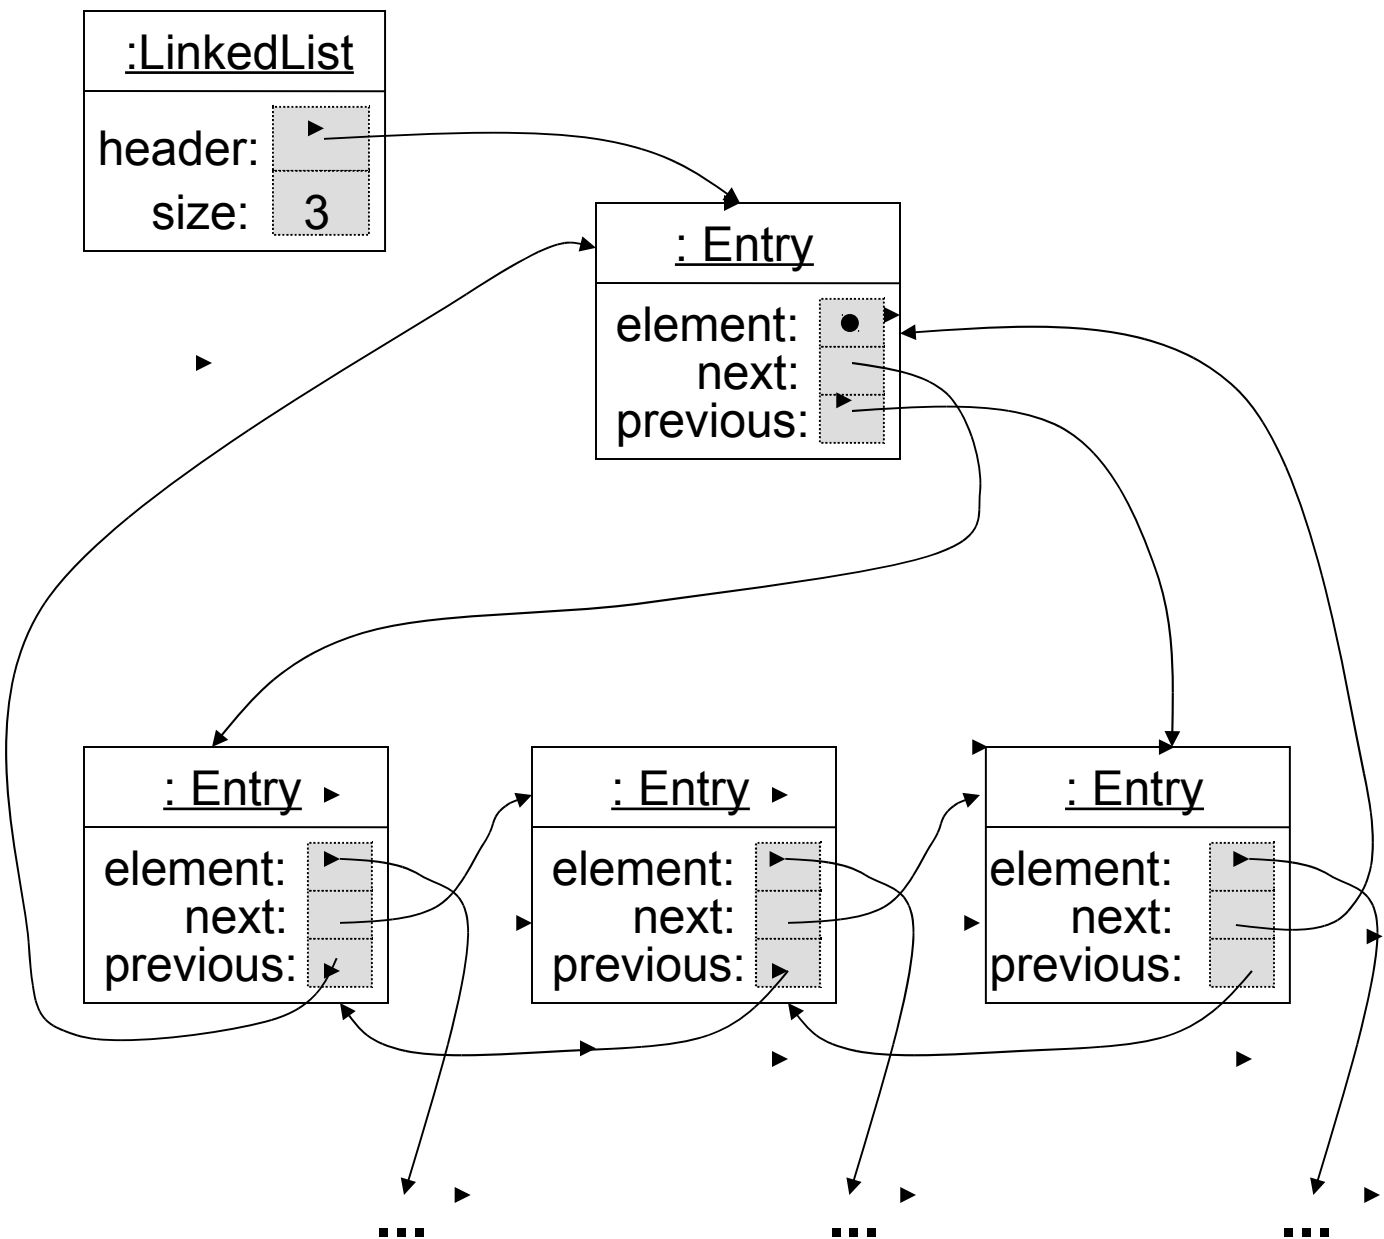 :LinkedList
header:
size: 3
: Entry
element:
next:
previous:
: Entry
element:
next:
previous:
: Entry
element:
next:
previous:
: Entry
element:
next:
previous:
... ... ...